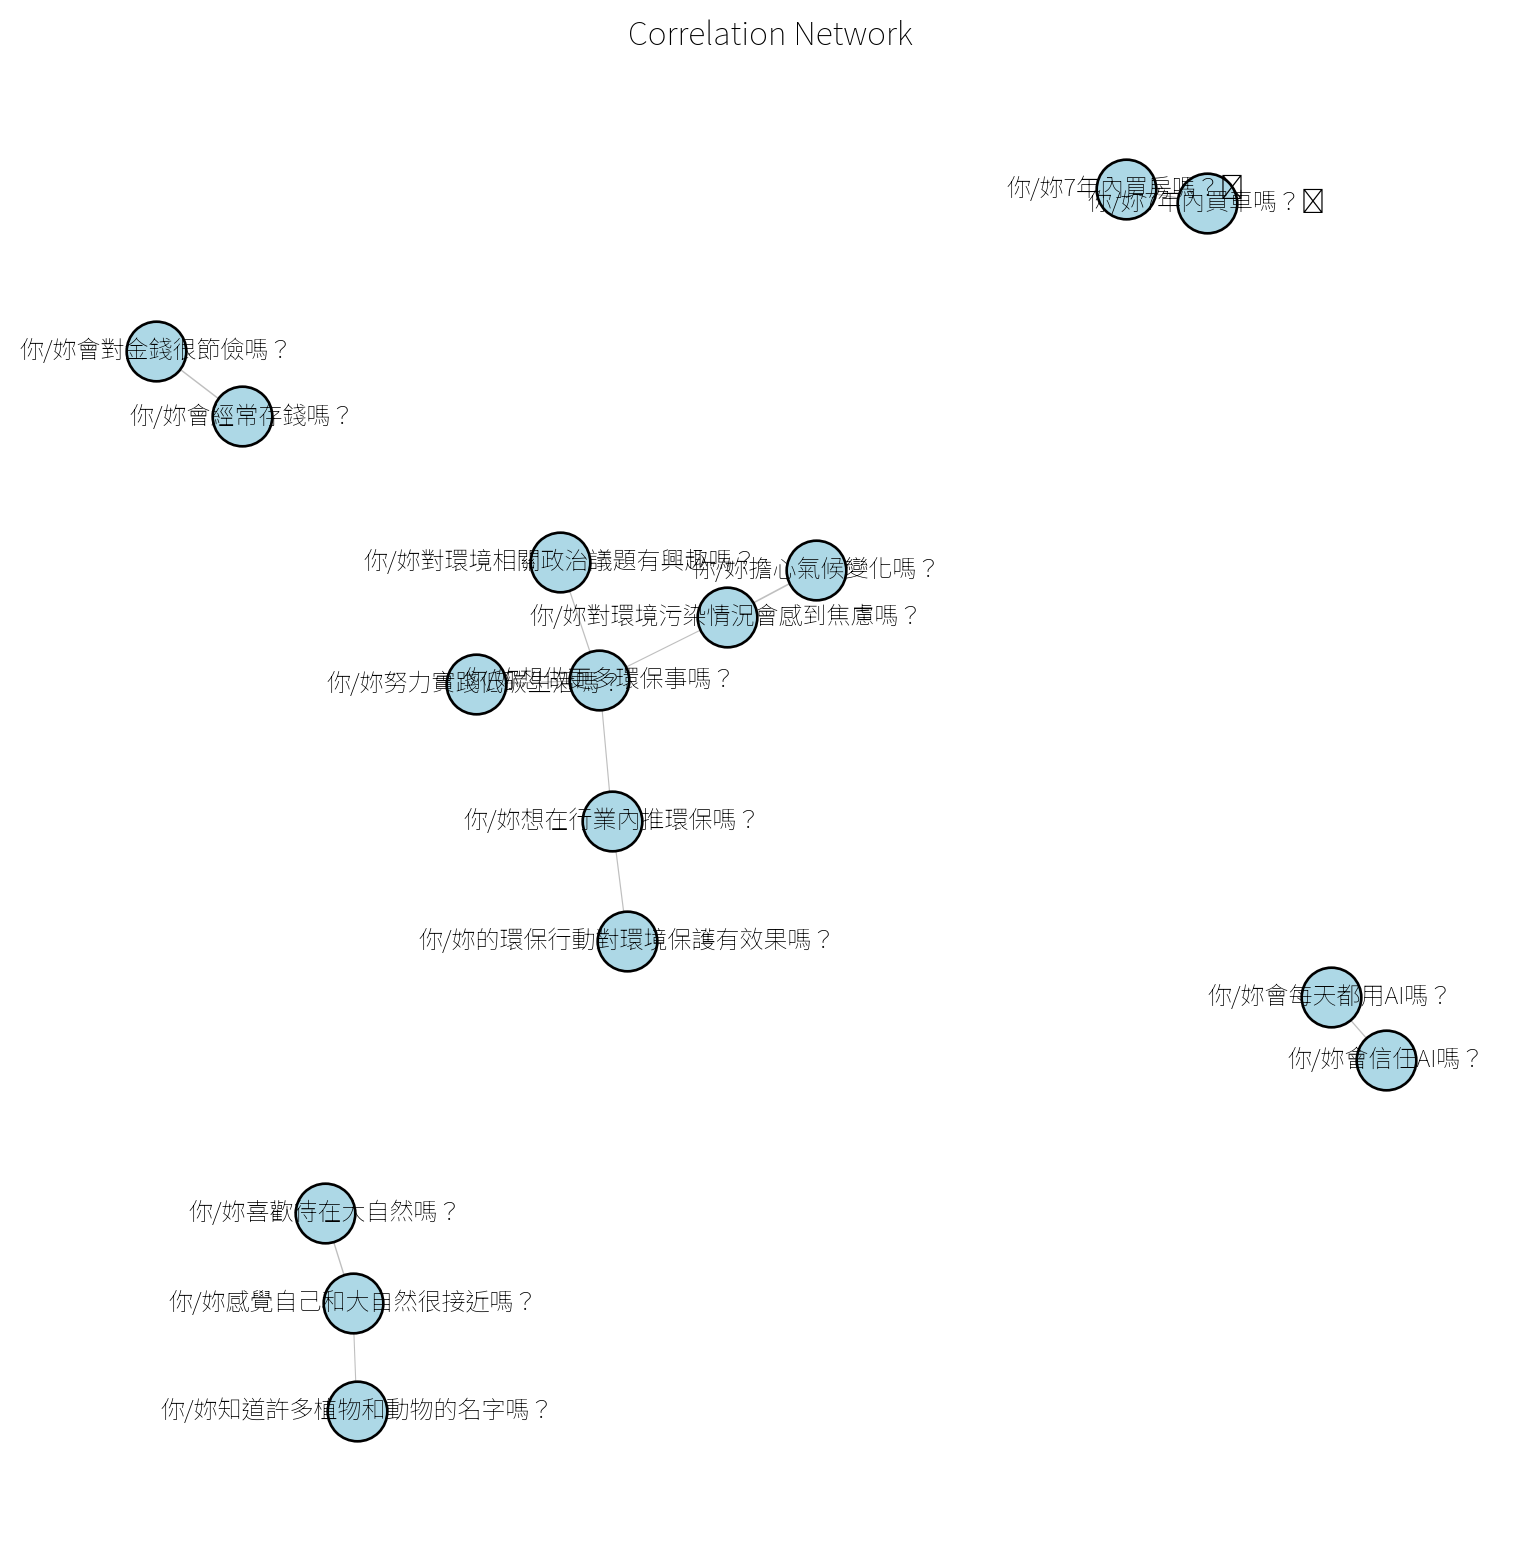 Correlation Network
你/妳7年內買房嗎？
你/妳7年內買車嗎？
你/妳會對金錢很節儉嗎？
你/妳會經常存錢嗎？
你/妳對環境相關政治議題有興趣嗎？
你/妳擔心氣候變化嗎？
你/妳對環境污染情況會感到焦慮嗎？
你/妳想做更多環保事嗎？
你/妳努力實踐低碳生活嗎？
你/妳想在行業內推環保嗎？
你/妳的環保行動對環境保護有效果嗎？
你/妳會每天都用AI嗎？
你/妳會信任AI嗎？
你/妳喜歡待在大自然嗎？
你/妳感覺自己和大自然很接近嗎？
你/妳知道許多植物和動物的名字嗎？